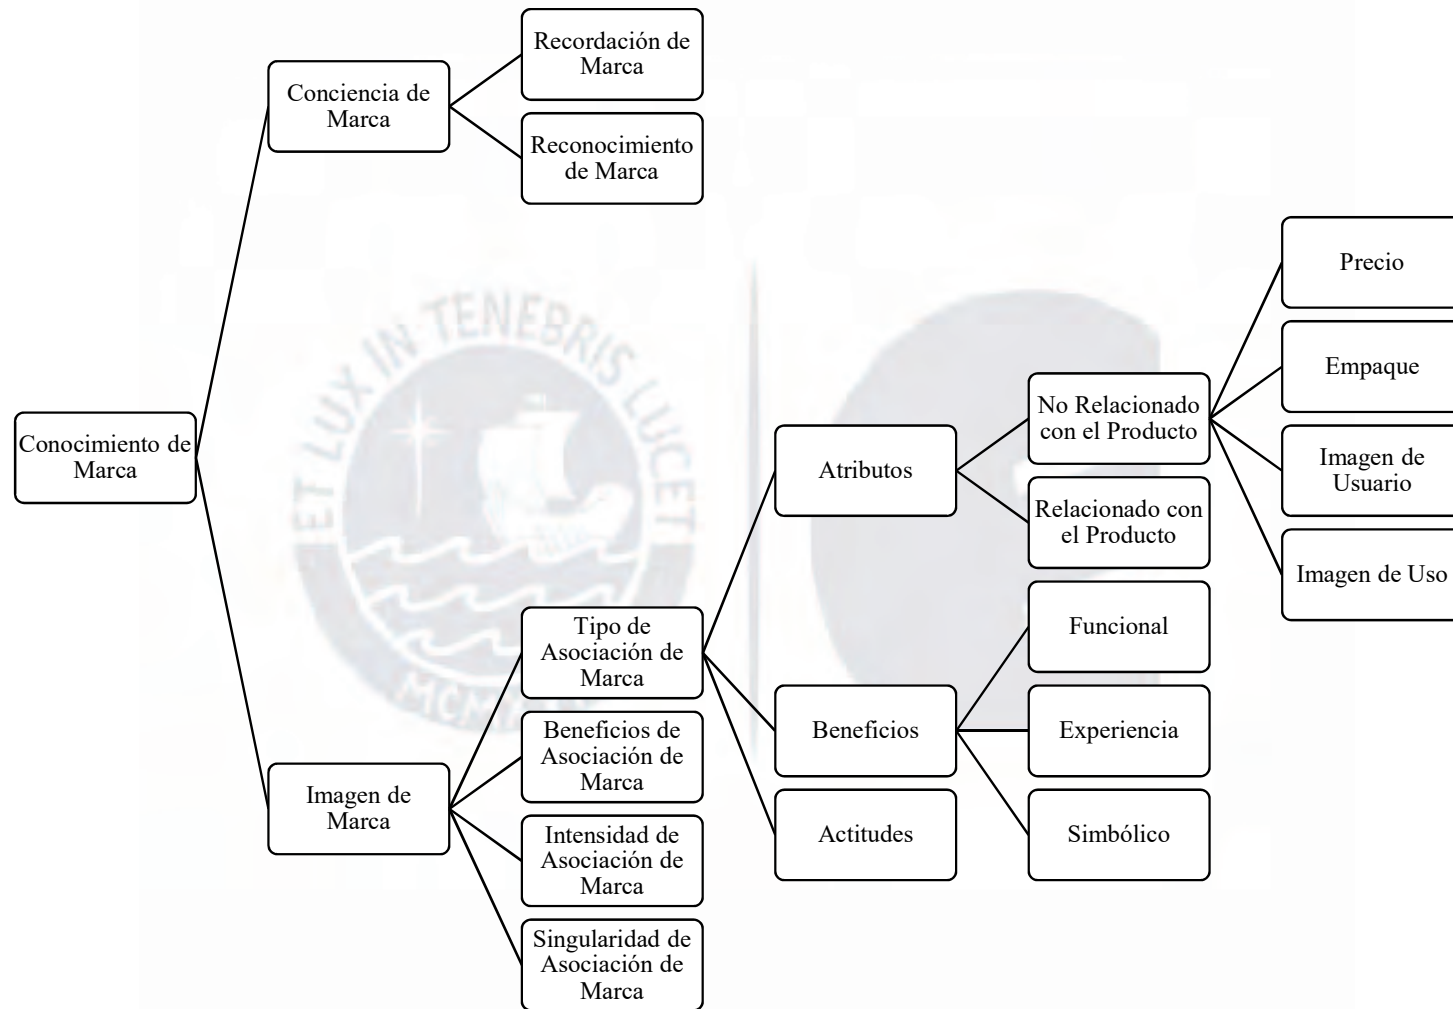 Recordación de
Marca
Conciencia de
Marca
Reconocimiento
de Marca
Precio
Empaque
No Relacionado
con el Producto
Conocimiento de
Marca
Atributos
Imagen de
Usuario
Relacionado con
el Producto
Imagen de Uso
Tipo de
Asociación de
Marca
Funcional
Beneficios de
Asociación de
Marca
Beneficios
Experiencia
Imagen de
Marca
Intensidad de
Asociación de
Marca
Actitudes
Simbólico
Singularidad de
Asociación de
Marca
ET LUX IN TENEBRIS LUCET